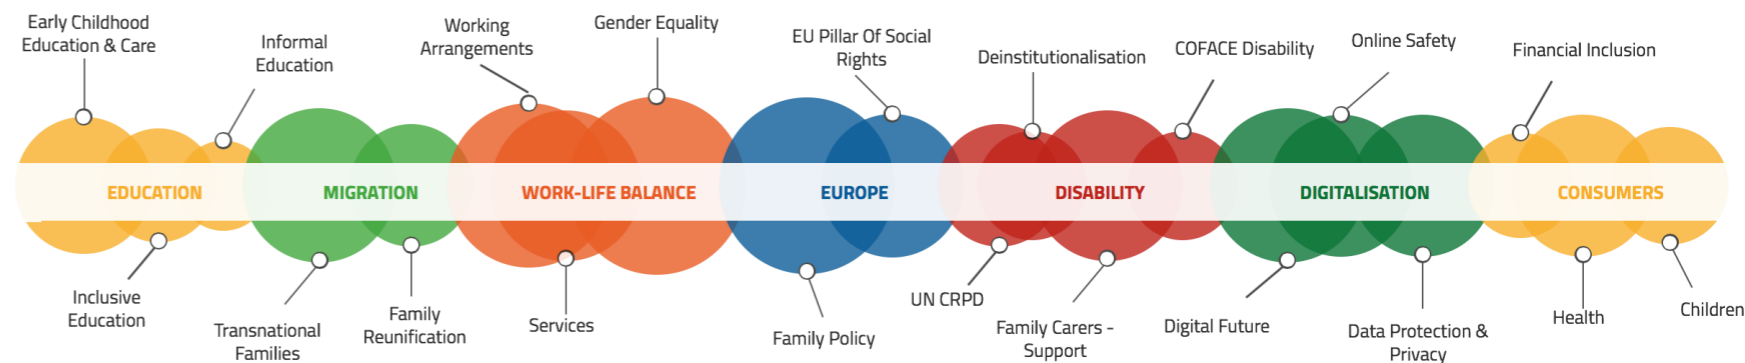 Early Childhood
Education & Care
Informal
Education
Working
Arrangements
Gender Equality
EU Pillar Of Social
Rights
Deinstitutionalisation
COFACE Disability
Online Safety
Financial Inclusion
EDUCATION
MIGRATION
WORK-LIFE BALANCE
EUROPE
DISABILITY
DIGITALISATION
CONSUMERS
Inclusive
Education
Transnational
Families
Family
Reunification
Services
Family Policy
UN CRPD
Family Carers -
Support
Digital Future
Data Protection &
Privacy
Health
Children